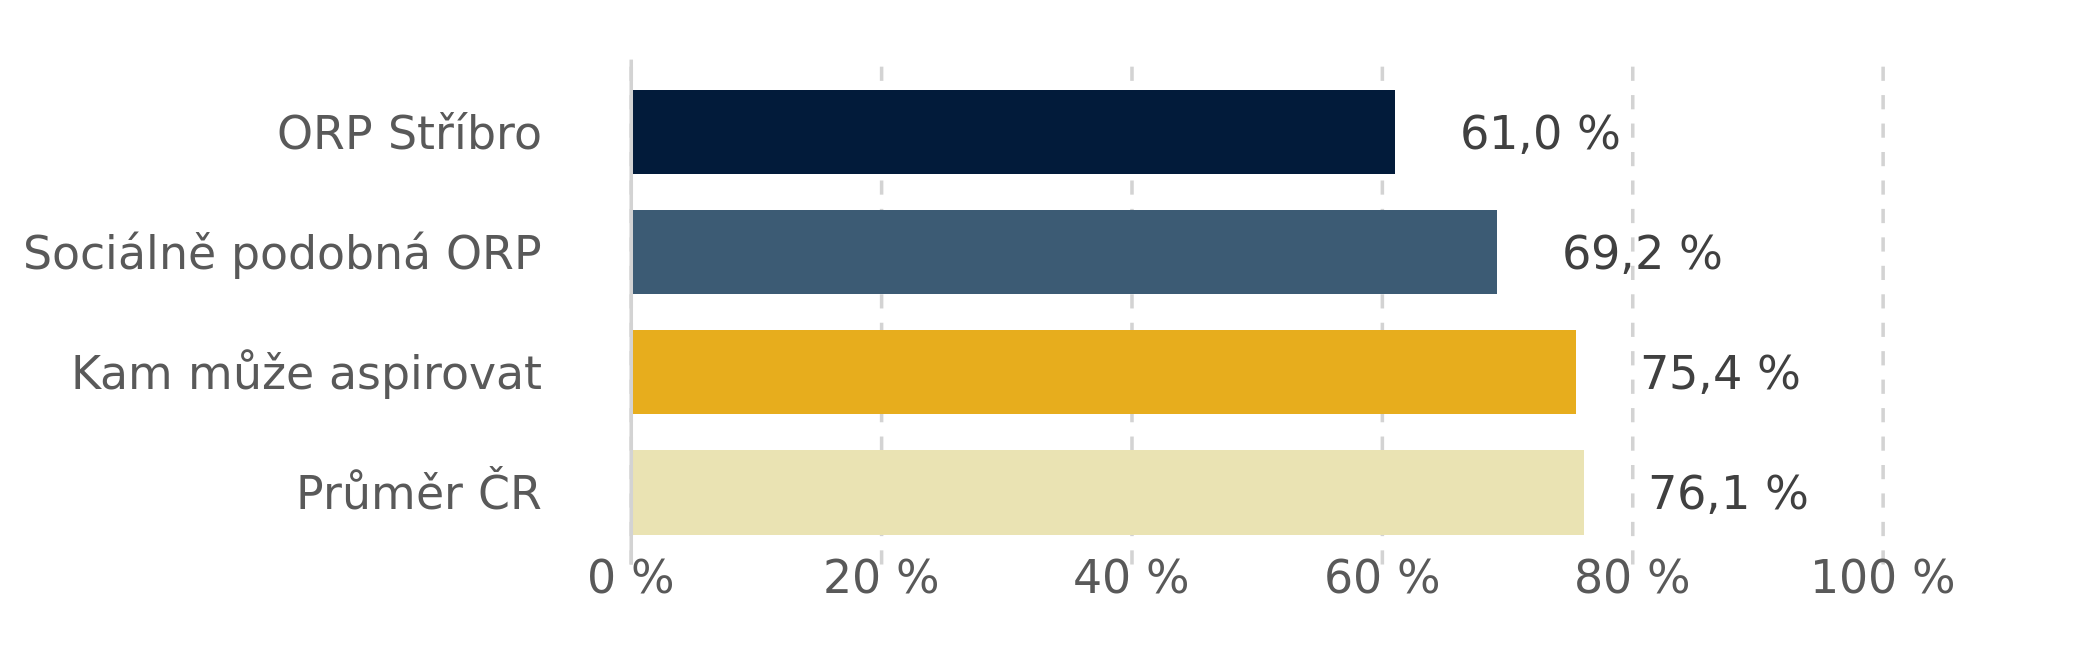 ORP Stříbro 61,0 %
Sociálně podobná ORP 69,2 %
Kam může aspirovat 75,4 %
Průměr ČR 76,1 %
0 % 20 % 40 % 60 % 80 % 100 %